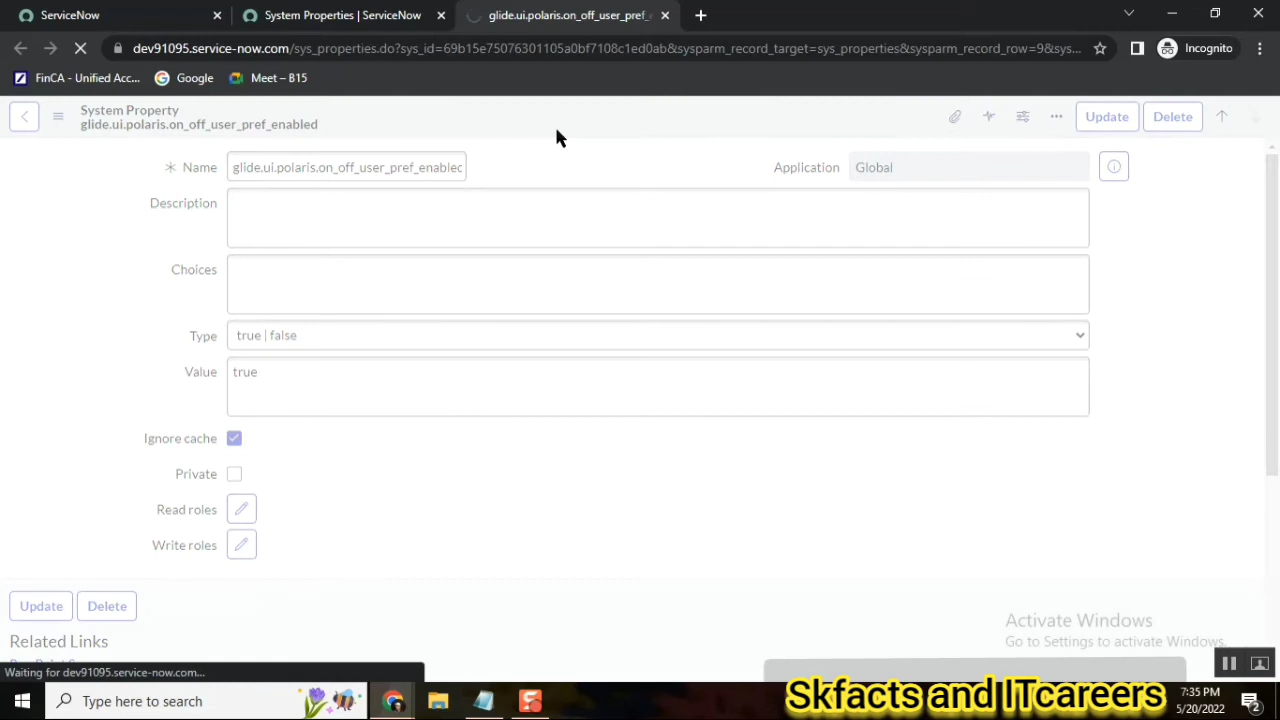 ServiceNow
System Properties | ServiceNow
glide.ui.polaris.on_off_user_pref_e
dev91095.service-now.com/sys_properties.do?sys_id=69b15e75076301105a0bf7108c1ed0ab&sysparm_record_target=sys_properties&sysparm_record_row=9&sys...
Incognito
FinCA - Unified Acc...
Google
Meet – B15
System Property
glide.ui.polaris.on_off_user_pref_enabled
Update
Delete
Name
glide.ui.polaris.on_off_user_pref_enabled
Application
Global
Description
Choices
Type
true | false
Value
true
Ignore cache
Private
Read roles
Write roles
Update
Delete
Activate Windows
Related Links
Go to Settings to activate Windows.
Waiting for dev91095.service-now.com...
Type here to search
Skfacts and ITcareers
7:35 PM
5/20/2022
2